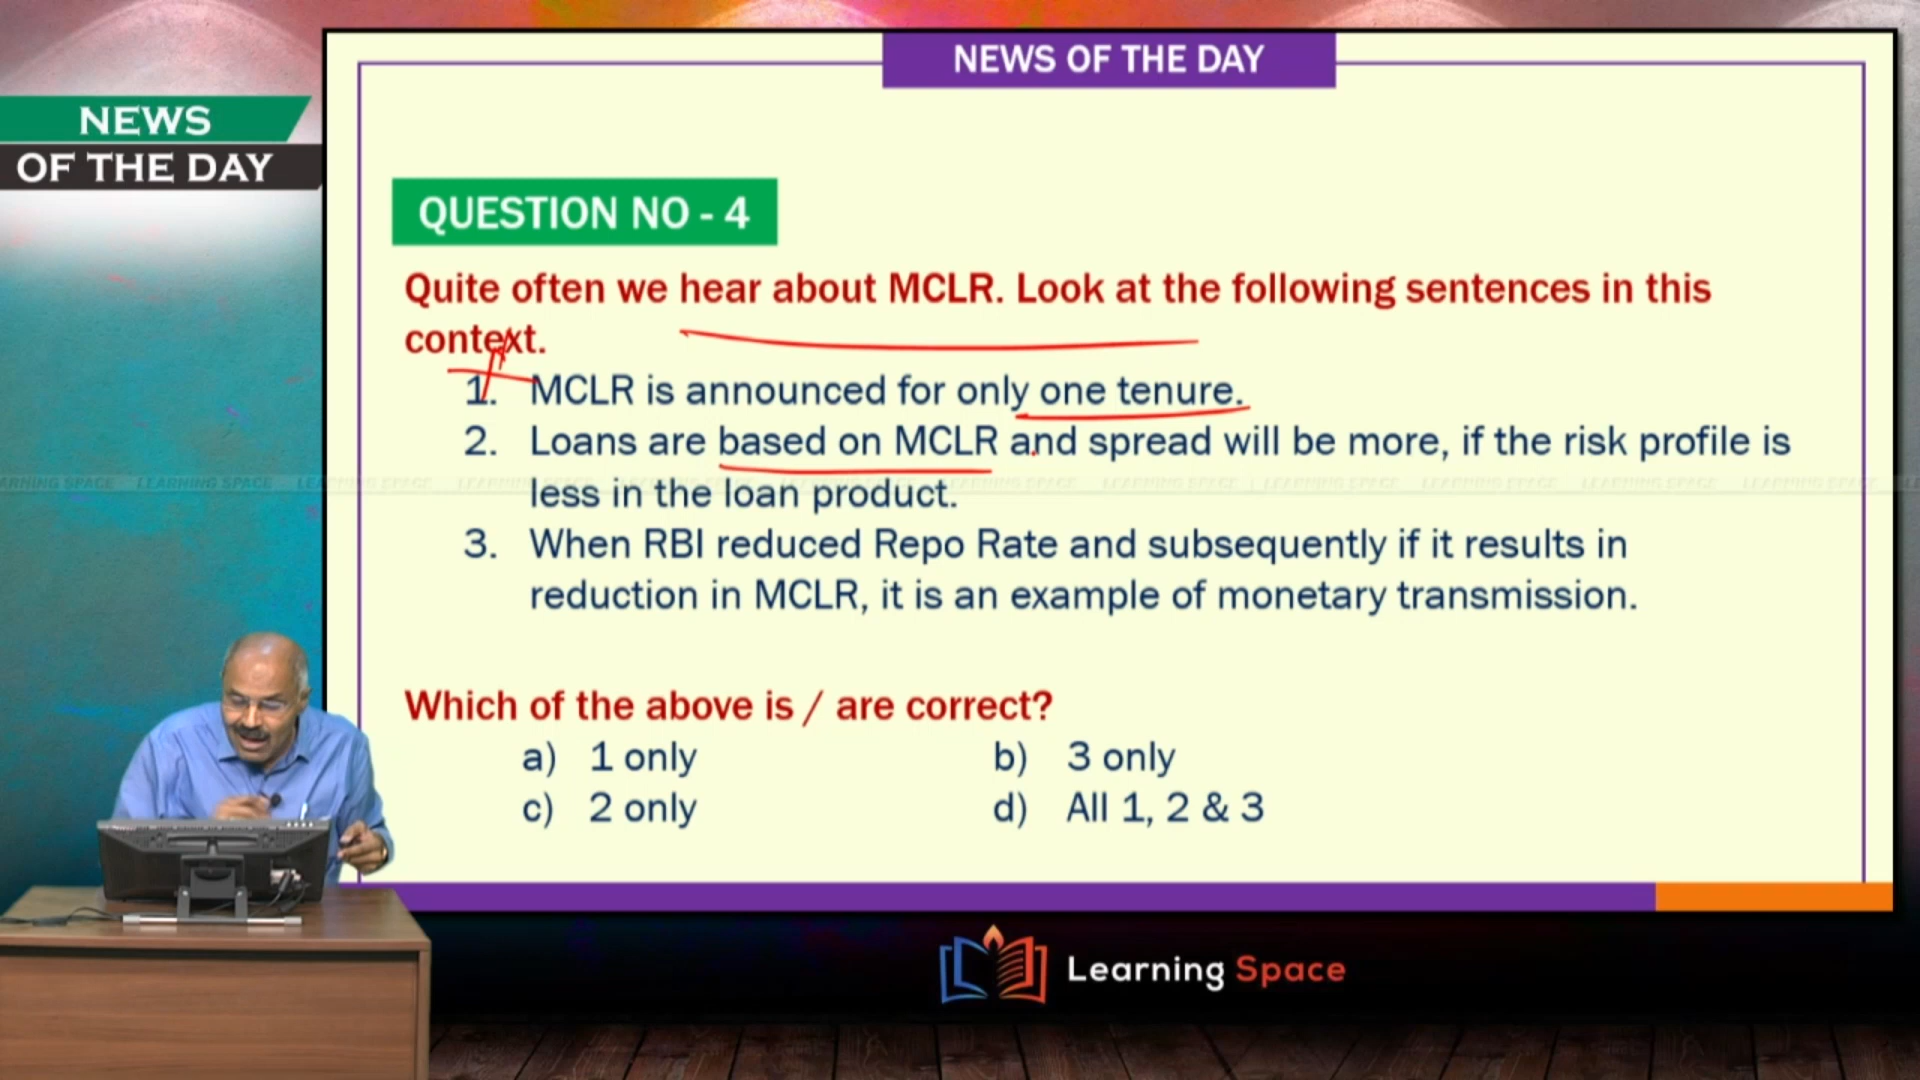 NEWS OF THE DAY
NEWS
OF THE DAY
QUESTION NO - 4
Quite often we hear about MCLR. Look at the following sentences in this
context.
1. MCLR is announced for only one tenure.
2. Loans are based on MCLR and spread will be more, if the risk profile is
LEARNING SPACE
less in the loan product.
3. When RBI reduced Repo Rate and subsequently if it results in
reduction in MCLR, it is an example of monetary transmission.
Which of the above is / are correct?
a) 1 only b) 3 only
c) 2 only d) All 1, 2 & 3
Learning Space